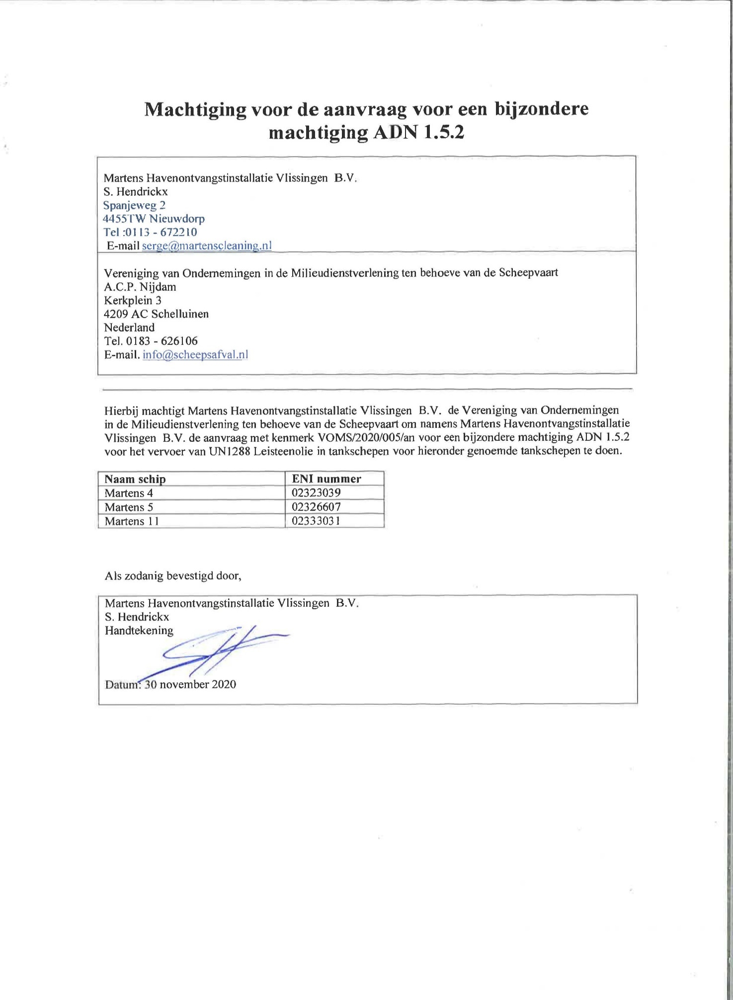 Machtiging voor de aanvraag voor een bijzondere
machtiging ADN 1.5.2
Martens Havenontvangstinstallatie Vlissingen B.V.
S. Hendrickx
Spanjeweg 2
4455TW Nieuwdorp
Tel :0113 - 672210
E-mail serge@martenscleaning.nl
Vereniging van Ondernemingen in de Milieudienstverlening ten behoeve van de Scheepvaart
A.C.P. Nijdam
Kerkplein 3
4209 AC Schelluinen
Nederland
Tel. 0183 - 626106
E-mail. info@scheepsafval.nl
Hierbij machtigt Martens Havenontvangstinstallatie Vlissingen B.V. de Vereniging van Ondernemingen
in de Milieudienstverlening ten behoeve van de Scheepvaart om namens Martens Havenontvangstinstallatie
Vlissingen B.V. de aanvraag met kenmerk VOMS/2020/005/an voor een bijzondere machtiging ADN 1.5.2
voor het vervoer van UN1288 Leisteenolie in tankschepen voor hieronder genoemde tankschepen te doen.
Naam schip ENI nummer
Martens 4 02323039
Martens 5 02326607
Martens 11 02333031
Als zodanig bevestigd door,
Martens Havenontvangstinstallatie Vlissingen B.V.
S. Hendrickx
Handtekening
Datum: 30 november 2020